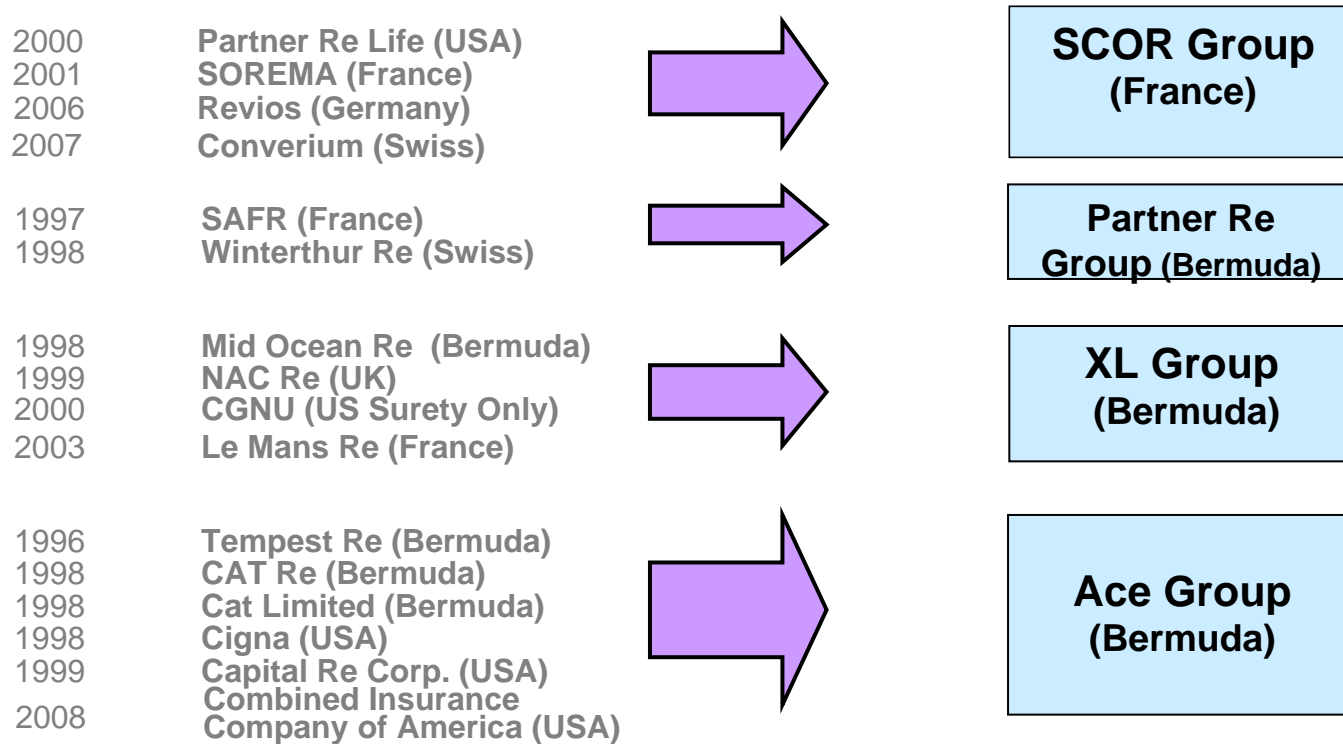 2000 Partner Re Life (USA)
2001 SOREMA (France)
2006 Revios (Germany)
2007 Converium (Swiss)
SCOR Group
(France)
1997 SAFR (France)
1998 Winterthur Re (Swiss)
Partner Re
Group (Bermuda)
1998 Mid Ocean Re (Bermuda)
1999 NAC Re (UK)
2000 CGNU (US Surety Only)
2003 Le Mans Re (France)
XL Group
(Bermuda)
1996 Tempest Re (Bermuda)
1998 CAT Re (Bermuda)
1998 Cat Limited (Bermuda)
1998 Cigna (USA)
1999 Capital Re Corp. (USA)
2008 Combined Insurance
Company of America (USA)
Ace Group
(Bermuda)